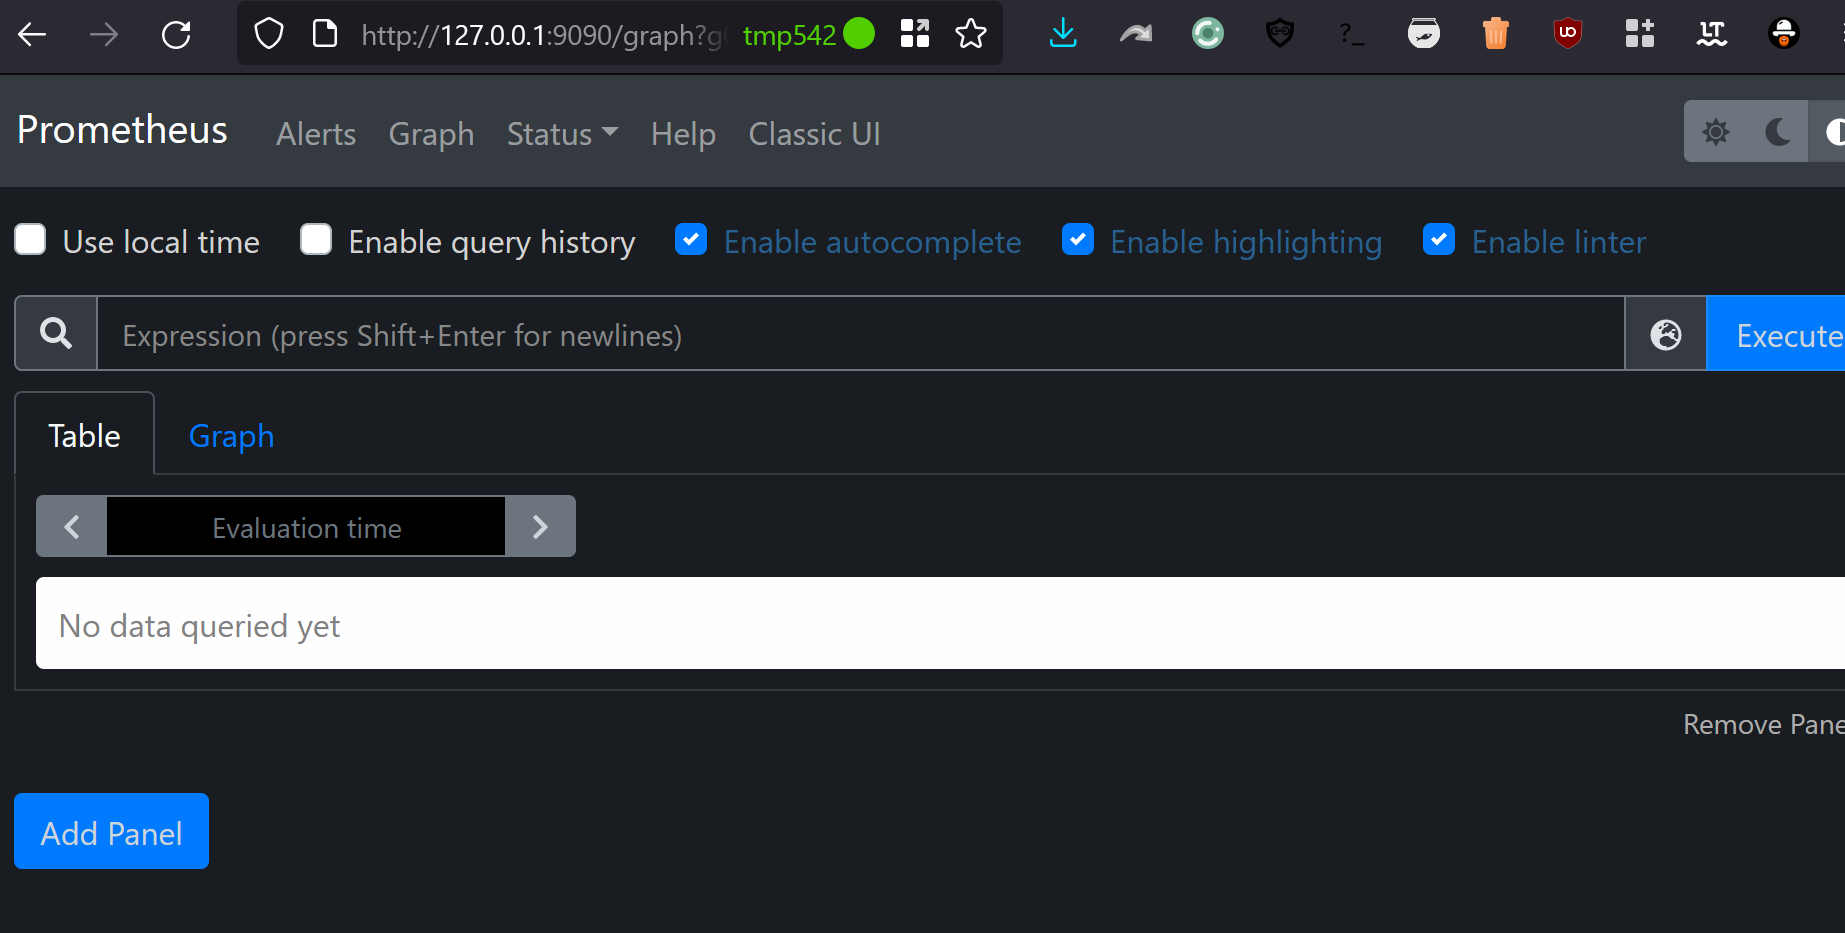 http://127.0.0.1:9090/graph?g tmp542
Prometheus Alerts Graph Status Help Classic UI
Use local time Enable query history Enable autocomplete Enable highlighting Enable linter
Expression (press Shift+Enter for newlines) Execute
Table Graph
Evaluation time
No data queried yet
Remove Pane
Add Panel